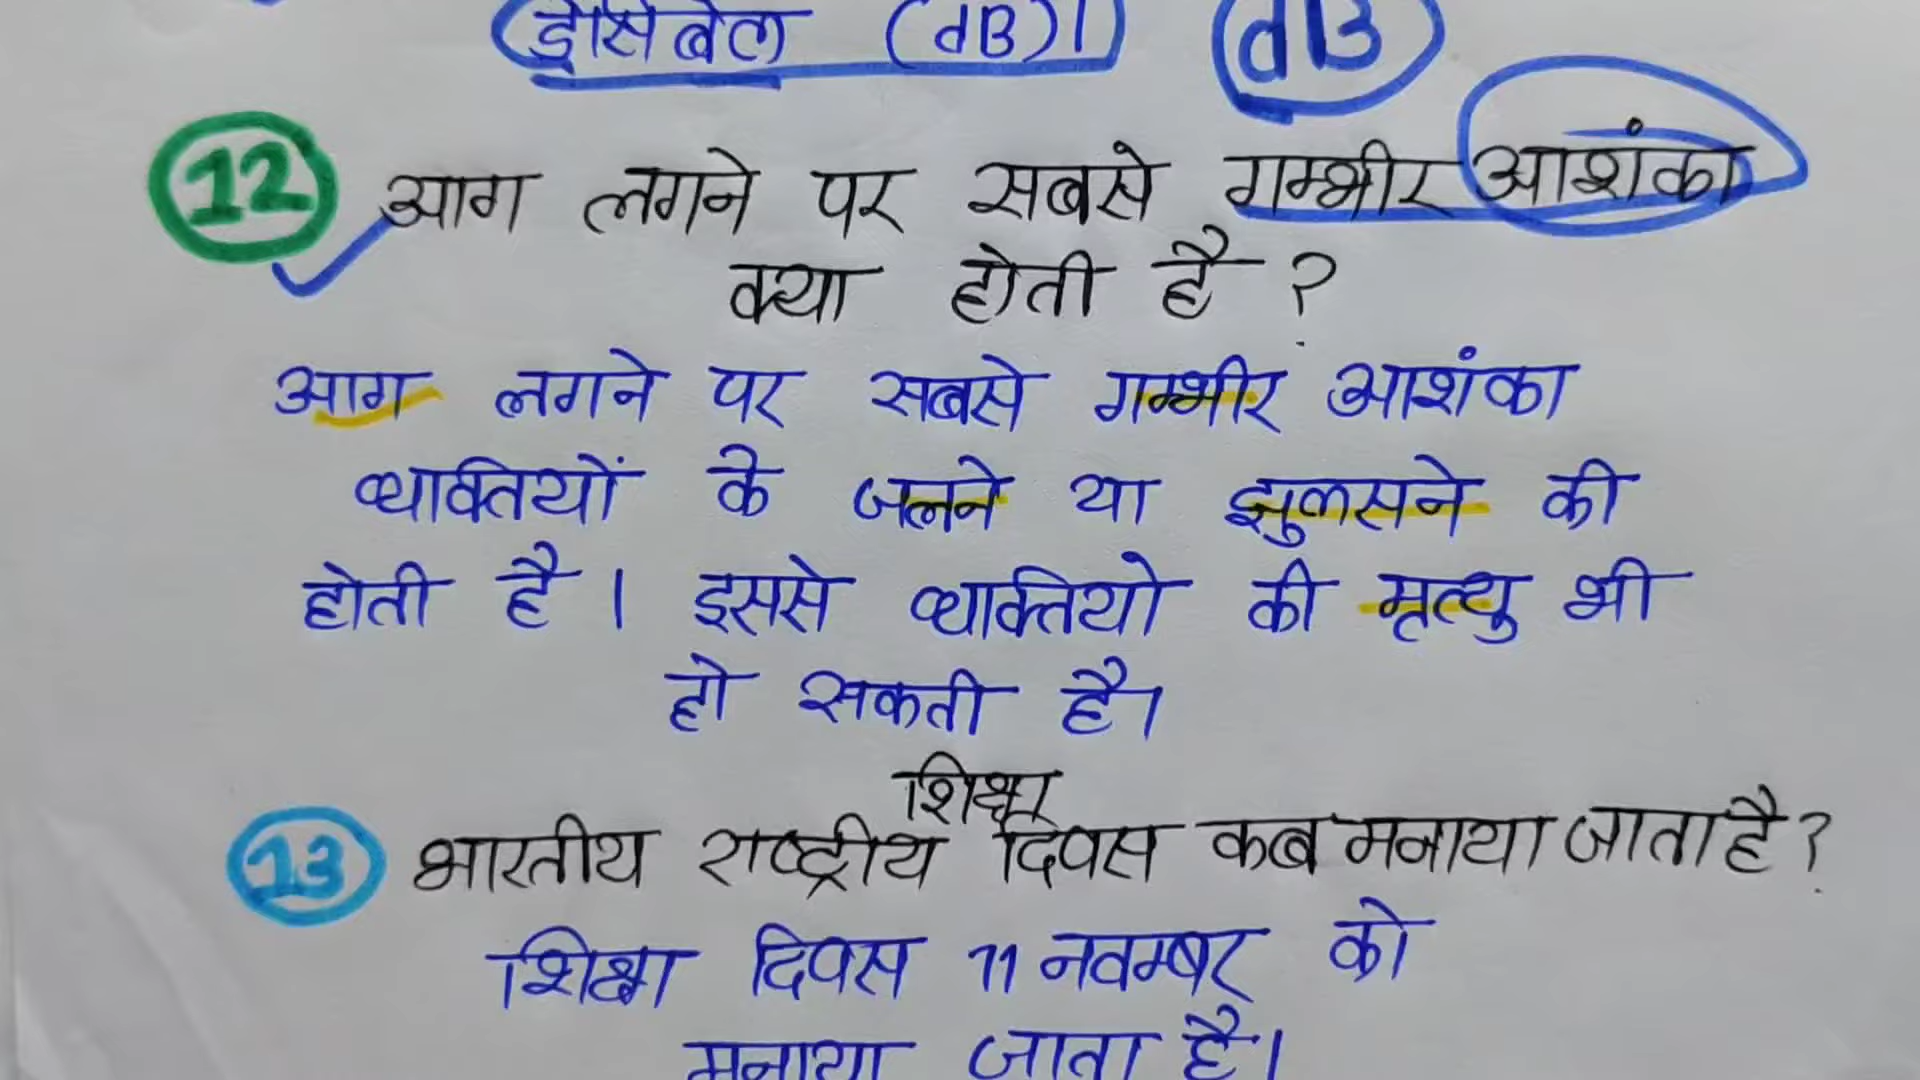 डेसिबेल (dB)। dB
12 आग लगने पर सबसे गम्भीर आशंका
क्या होती है ?
आग लगने पर सबसे गम्भीर आशंका
व्यक्तियों के जलने या झुलसने की
होती है । इससे व्यक्तियो की मृत्यु भी
हो सकती है।
शिक्षा
13 भारतीय राष्ट्रीय दिवस कब मनाया जाता है ?
शिक्षा दिवस 11 नवम्बर को
मनाया जाता है।